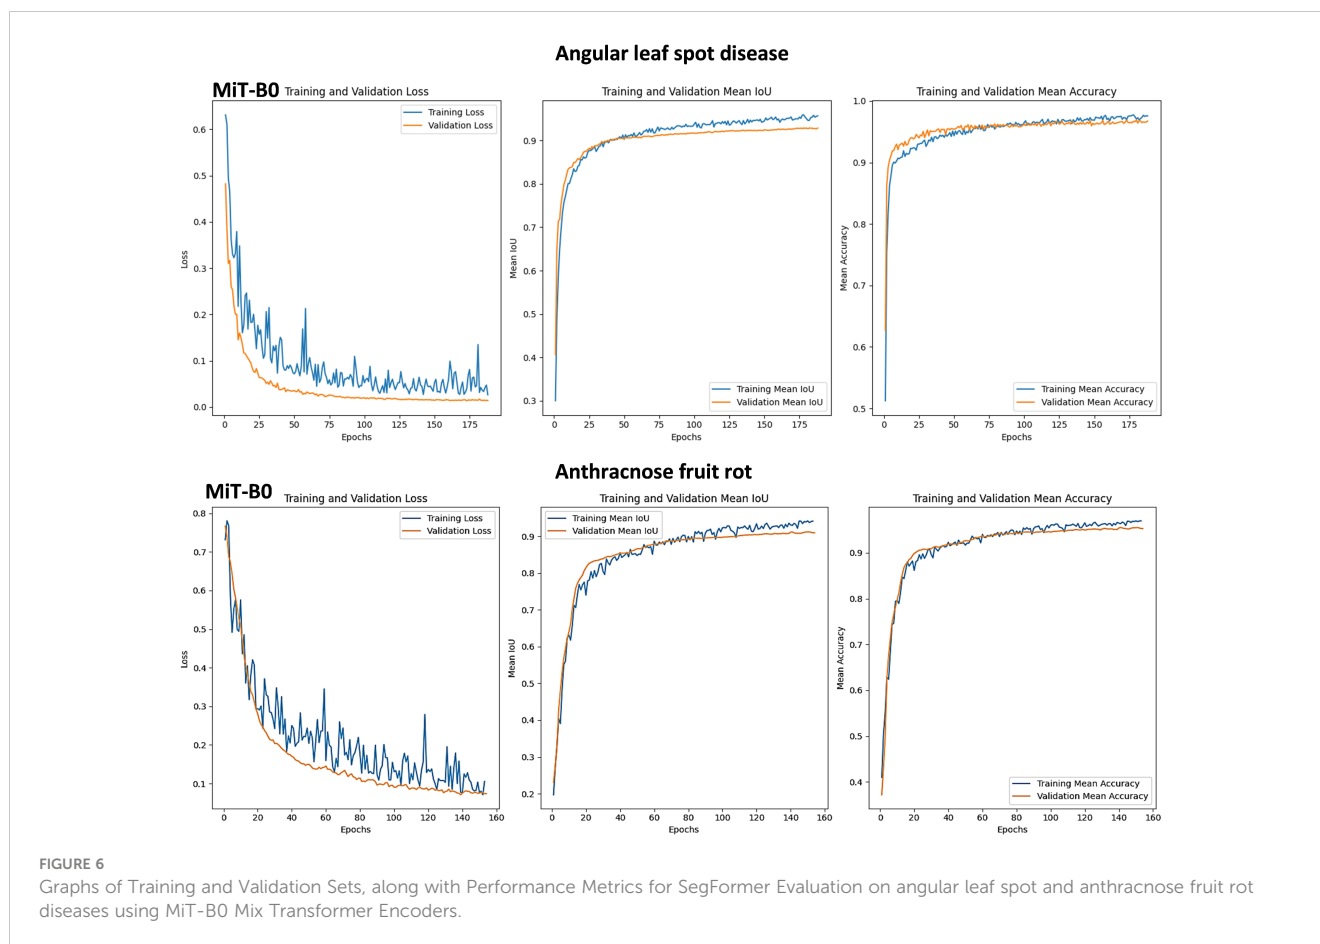 Angular leaf spot disease
MiT-B0 Training and Validation Loss
Training Loss
Validation Loss
0.6
0.5
0.4
0.3
0.2
0.1
0.0
Loss
0 25 50 75 100 125 150 175
Epochs
Training and Validation Mean IoU
0.9
0.8
0.7
0.6
0.5
0.4
0.3
Mean IoU
Training Mean IoU
Validation Mean IoU
0 25 50 75 100 125 150 175
Epochs
Training and Validation Mean Accuracy
1.0
0.9
0.8
0.7
0.6
0.5
Mean Accuracy
Training Mean Accuracy
Validation Mean Accuracy
0 25 50 75 100 125 150 175
Epochs
Anthracnose fruit rot
MiT-B0 Training and Validation Loss
Training Loss
Validation Loss
0.8
0.7
0.6
0.5
0.4
0.3
0.2
0.1
Loss
0 20 40 60 80 100 120 140 160
Epochs
Training and Validation Mean IoU
Training Mean IoU
Validation Mean IoU
0.9
0.8
0.7
0.6
0.5
0.4
0.3
0.2
Mean IoU
0 20 40 60 80 100 120 140 160
Epochs
Training and Validation Mean Accuracy
0.9
0.8
0.7
0.6
0.5
0.4
Mean Accuracy
Training Mean Accuracy
Validation Mean Accuracy
0 20 40 60 80 100 120 140 160
Epochs
FIGURE 6
Graphs of Training and Validation Sets, along with Performance Metrics for SegFormer Evaluation on angular leaf spot and anthracnose fruit rot
diseases using MiT-B0 Mix Transformer Encoders.